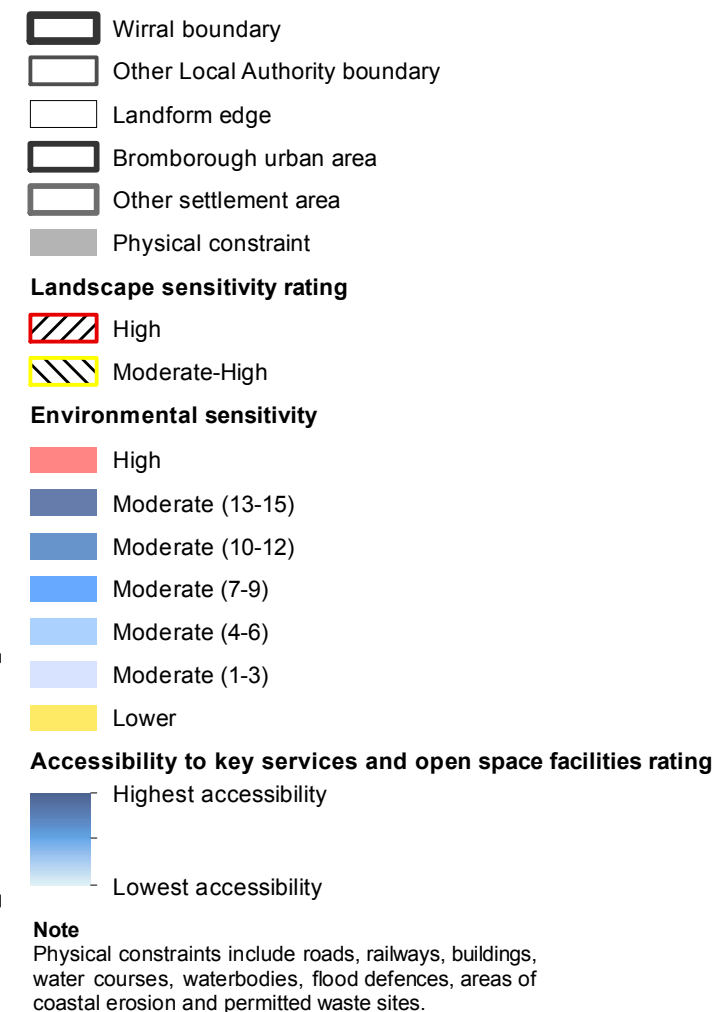 Wirral boundary
Other Local Authority boundary
Landform edge
Bromborough urban area
Other settlement area
Physical constraint
Landscape sensitivity rating
High
Moderate-High
Environmental sensitivity
High
Moderate (13-15)
Moderate (10-12)
Moderate (7-9)
Moderate (4-6)
Moderate (1-3)
Lower
Accessibility to key services and open space facilities rating
Highest accessibility
Lowest accessibility
Note
Physical constraints include roads, railways, buildings,
water courses, waterbodies, flood defences, areas of
coastal erosion and permitted waste sites.